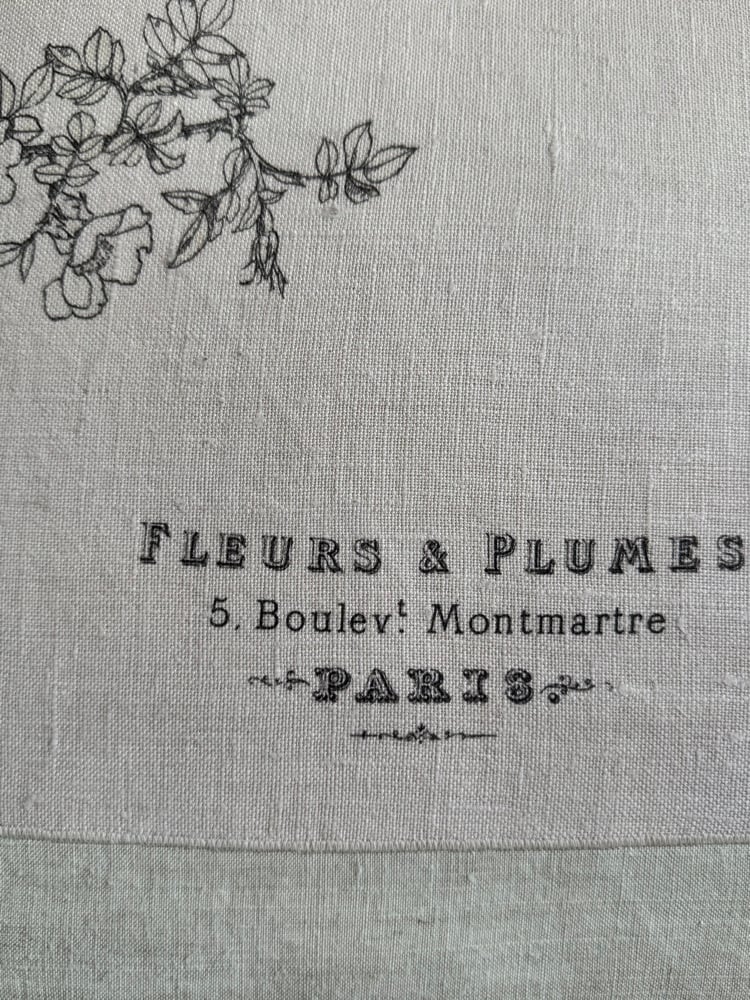 FLEURS & PLUMES
5, Boulevt. Montmartre
PARIS